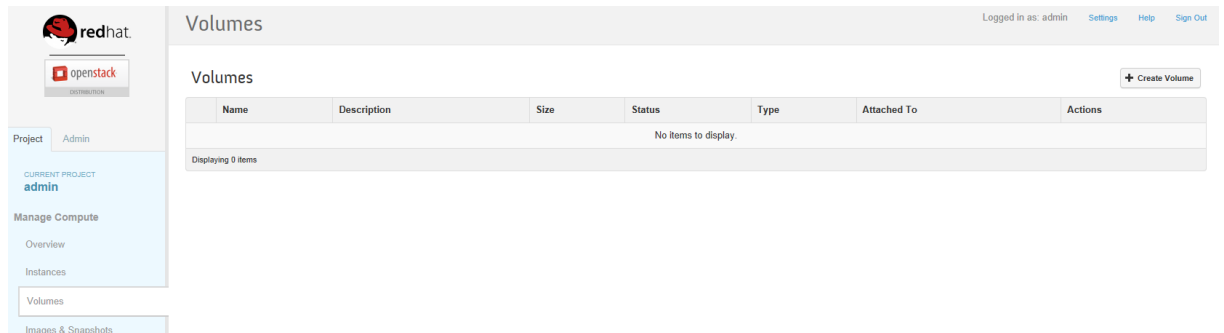 redhat.
openstack
DISTRIBUTION
Project Admin
CURRENT PROJECT
admin
Manage Compute
Overview
Instances
Volumes
Images & Snapshots
Volumes
Logged in as: admin Settings Help Sign Out
Volumes
+ Create Volume
Name Description Size Status Type Attached To Actions
No items to display.
Displaying 0 items